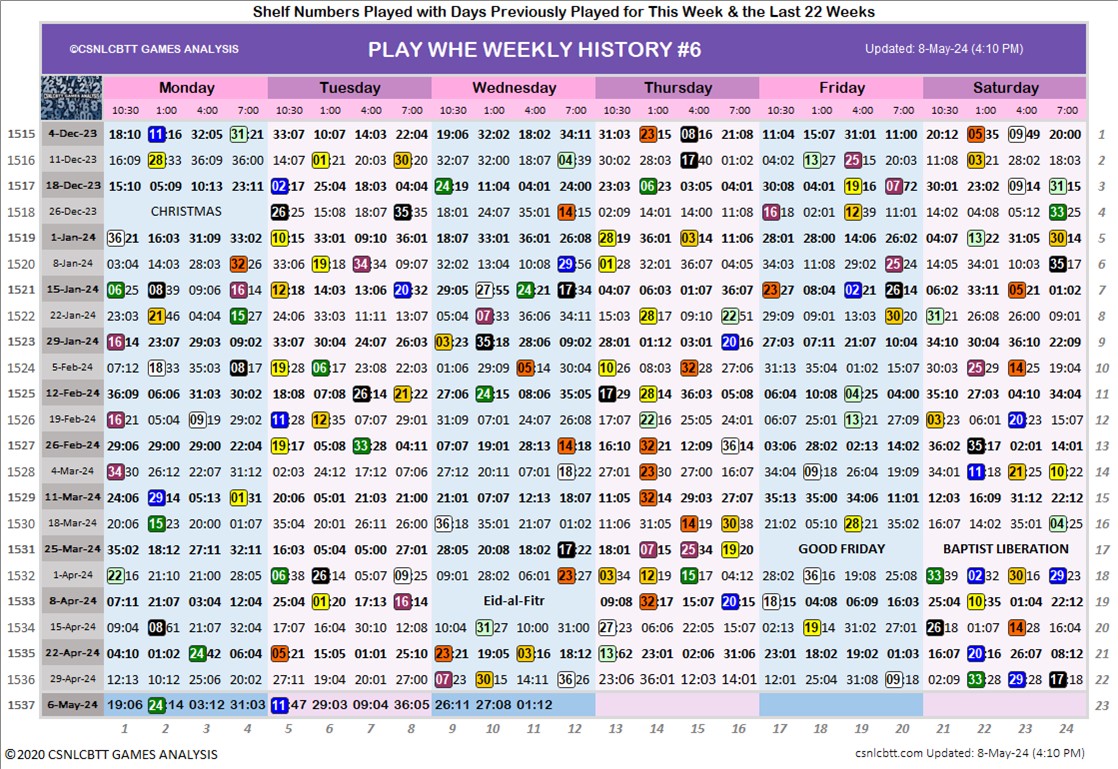 Shelf Numbers Played with Days Previously Played for This Week & the Last 22 Weeks
©CSNLCBTT GAMES ANALYSIS PLAY WHE WEEKLY HISTORY #6 Updated: 8-May-24 (4:10 PM)
Monday Tuesday Wednesday Thursday Friday Saturday
10:30 1:00 4:00 7:00 10:30 1:00 4:00 7:00 10:30 1:00 4:00 7:00 10:30 1:00 4:00 7:00 10:30 1:00 4:00 7:00 10:30 1:00 4:00 7:00
1515 4-Dec-23 18:10 11:16 32:05 31:21 33:07 10:07 14:03 22:04 19:06 32:02 18:02 34:11 31:03 23:15 08:16 21:08 11:04 15:07 31:01 11:00 20:12 05:35 09:49 20:00 1
1516 11-Dec-23 16:09 28:33 36:09 36:00 14:07 01:21 20:03 30:20 32:07 32:00 18:07 04:39 30:02 28:03 17:40 01:02 04:02 13:27 25:15 20:03 11:08 03:21 28:02 18:03 2
1517 18-Dec-23 15:10 05:09 10:13 23:11 02:17 25:04 18:03 04:04 24:19 11:04 04:01 24:00 23:03 06:23 03:05 04:01 30:08 04:01 19:16 07:72 30:01 23:02 09:14 31:15 3
1518 26-Dec-23 CHRISTMAS 26:25 15:08 18:07 35:35 18:01 24:07 35:01 14:15 02:09 14:01 14:00 11:08 16:18 02:01 12:39 11:01 14:02 04:08 05:12 33:25 4
1519 1-Jan-24 36:21 16:03 31:09 33:02 10:15 33:01 09:10 36:01 18:07 33:01 36:01 26:08 28:19 36:01 03:14 11:06 28:01 28:00 14:06 26:02 04:07 13:22 31:05 30:14 5
1520 8-Jan-24 03:04 14:03 28:03 32:26 33:06 19:18 34:34 09:07 32:02 13:04 10:08 29:56 01:28 32:01 36:07 04:05 34:03 11:08 29:02 25:24 14:05 34:01 10:03 35:17 6
1521 15-Jan-24 06:25 08:39 09:06 16:14 12:18 14:03 13:06 20:32 29:05 27:55 24:21 17:34 04:07 06:03 01:07 36:07 23:27 08:04 02:21 26:14 06:02 33:11 05:21 01:02 7
1522 22-Jan-24 23:03 21:46 04:04 15:27 24:06 33:03 11:11 13:07 05:04 07:33 36:06 34:11 15:03 28:17 09:10 22:51 29:09 09:01 13:03 30:20 31:21 26:08 26:00 09:01 8
1523 29-Jan-24 16:14 23:07 29:03 09:02 33:07 30:04 24:07 26:03 03:23 35:18 28:06 09:02 28:01 01:12 03:01 20:16 27:03 07:11 21:07 10:04 34:10 30:04 36:10 22:09 9
1524 5-Feb-24 07:12 18:33 35:03 08:17 19:28 06:17 23:08 22:03 01:06 29:09 05:14 30:04 10:26 08:03 32:28 27:06 31:13 35:04 01:02 15:07 30:03 25:29 14:25 19:04 10
1525 12-Feb-24 36:09 06:06 31:03 30:02 18:08 07:08 26:14 21:22 27:06 24:15 08:06 35:05 17:29 28:14 36:03 05:08 06:04 10:08 04:25 04:00 35:10 27:03 04:10 34:04 11
1526 19-Feb-24 16:21 05:04 09:19 29:02 11:28 12:35 07:07 29:01 31:09 07:01 24:07 26:08 17:07 22:16 25:05 24:01 06:07 12:01 13:21 27:09 03:23 06:01 20:23 15:07 12
1527 26-Feb-24 29:06 29:00 29:00 22:04 19:17 05:08 33:28 04:11 07:07 19:01 28:13 14:18 16:10 32:21 12:09 36:14 03:05 28:02 02:13 14:02 36:02 35:17 02:01 14:01 13
1528 4-Mar-24 34:30 26:12 22:07 31:12 02:03 24:12 17:12 07:06 27:12 20:11 07:01 18:22 27:01 23:30 27:00 16:07 34:04 09:18 26:04 19:09 34:01 11:18 21:25 10:22 14
1529 11-Mar-24 24:06 29:14 05:13 01:31 20:06 05:01 21:03 21:00 21:01 07:07 12:13 18:07 11:05 32:14 29:03 27:07 35:13 35:00 34:06 11:01 12:03 16:09 31:12 22:12 15
1530 18-Mar-24 20:06 15:23 20:00 01:07 35:04 20:01 26:11 26:00 36:18 35:01 21:07 01:02 11:06 31:05 14:19 30:38 21:02 05:10 28:21 03:29 16:07 14:02 35:01 04:25 16
1531 25-Mar-24 35:02 18:12 27:11 32:11 16:03 05:04 05:00 27:01 28:05 20:08 18:02 17:22 18:01 07:15 25:34 19:20 GOOD FRIDAY BAPTIST LIBERATION 17
1532 1-Apr-24 22:16 21:10 21:00 28:05 06:38 26:14 05:07 09:25 09:01 28:02 06:01 23:27 03:34 12:19 15:17 04:12 28:02 36:16 19:08 25:08 33:39 02:32 30:16 29:23 18
1533 8-Apr-24 07:11 21:07 03:04 12:04 25:04 01:20 17:13 16:14 Eid-al-Fitr 09:08 32:17 15:07 20:15 18:15 04:08 06:09 16:03 25:04 10:35 01:04 22:12 19
1534 15-Apr-24 09:04 08:61 21:07 32:04 17:07 16:04 30:10 12:08 10:04 31:27 10:00 31:00 27:23 06:06 22:05 15:07 02:13 19:14 31:02 27:01 26:18 01:07 14:28 16:04 20
1535 22-Apr-24 04:10 01:02 24:42 06:04 05:21 15:05 01:01 25:10 23:21 19:05 03:16 18:12 13:62 23:01 02:06 31:06 23:01 18:02 19:02 01:03 16:07 20:16 26:07 08:12 21
1536 29-Apr-24 12:13 10:12 25:06 20:02 27:11 19:04 20:01 27:00 07:23 30:15 14:11 36:26 23:06 36:01 12:03 14:01 12:01 25:04 30:01 09:18 02:09 33:28 29:28 17:18 22
1537 6-May-24 19:06 24:14 03:12 31:03 11:47 29:03 09:04 36:05 26:11 27:08 01:12 23
1 2 3 4 5 6 7 8 9 10 11 12 13 14 15 16 17 18 19 20 21 22 23 24
©2020 CSNLCBTT GAMES ANALYSIS csnlcbtt.com Updated: 8-May-24 (4:10 PM)